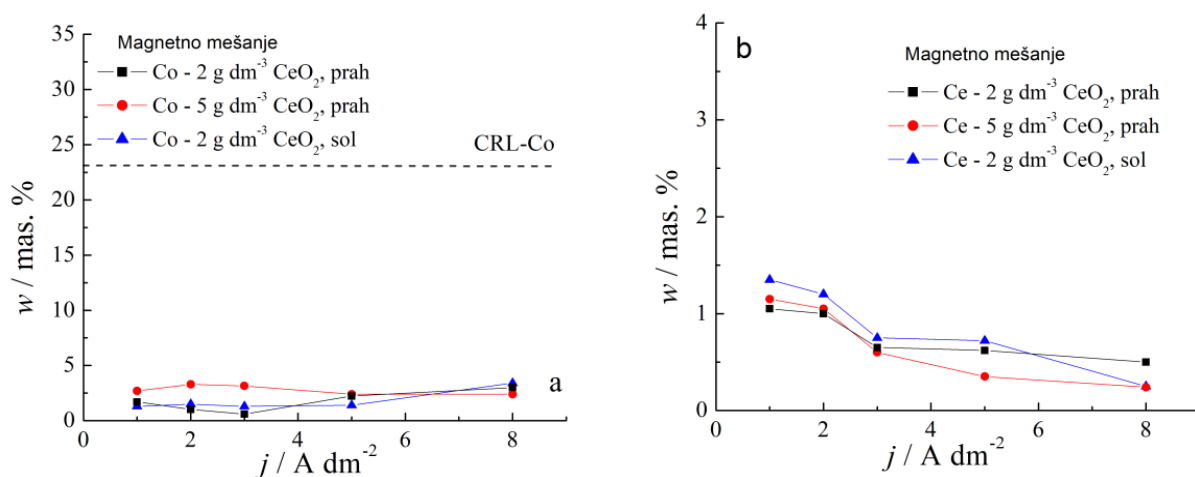 35
30
25
20
15
10
5
0
w / mas. %
Magnetno mešanje
Co - 2 g dm⁻³ CeO₂, prah
Co - 5 g dm⁻³ CeO₂, prah
Co - 2 g dm⁻³ CeO₂, sol
CRL-Co
a
0 2 4 6 8
j / A dm⁻²
b
4
3
2
1
0
w / mas. %
Magnetno mešanje
Ce - 2 g dm⁻³ CeO₂, prah
Ce - 5 g dm⁻³ CeO₂, prah
Ce - 2 g dm⁻³ CeO₂, sol
0 2 4 6 8
j / A dm⁻²